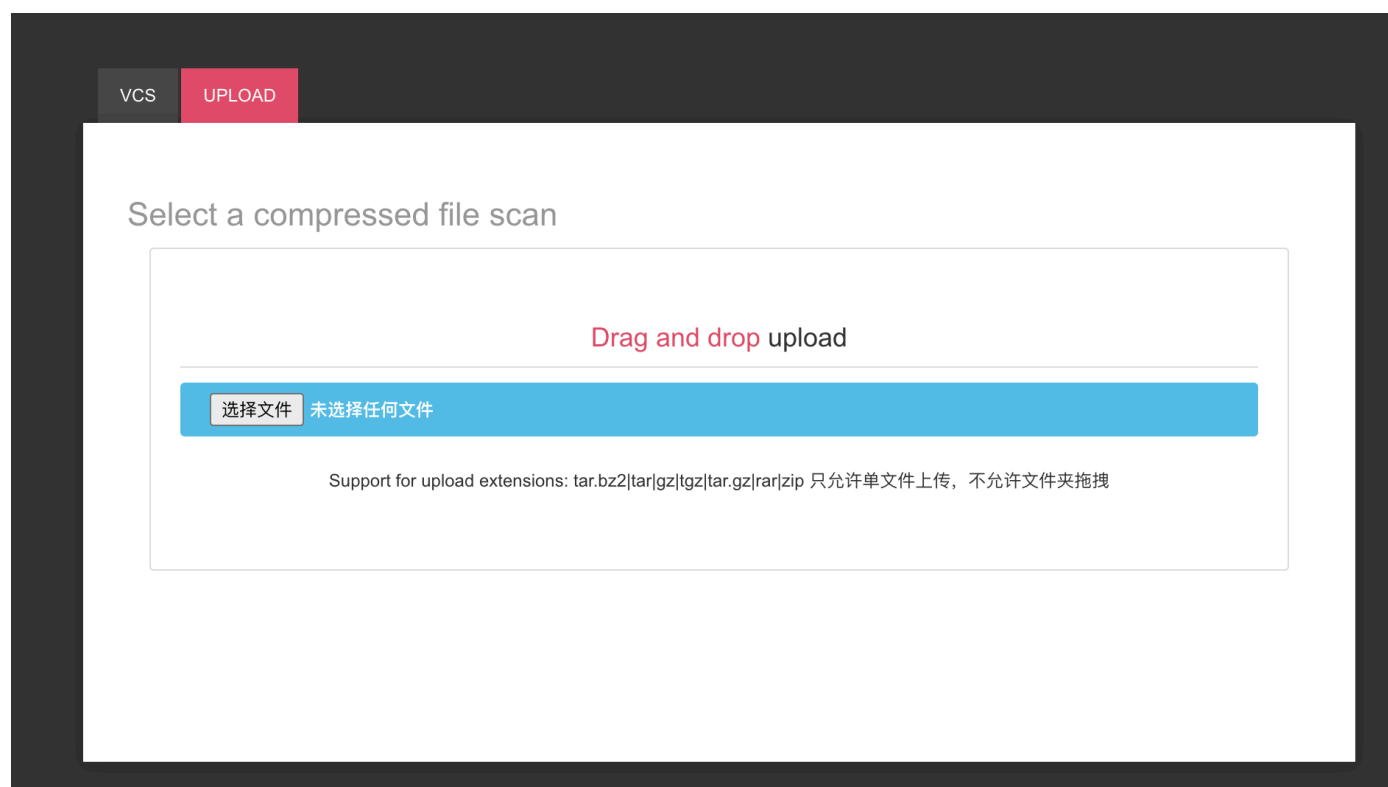 VCS UPLOAD
Select a compressed file scan
Drag and drop upload
选择文件 未选择任何文件
Support for upload extensions: tar.bz2|tar|gz|tgz|tar.gz|rar|zip 只允许单文件上传，不允许文件夹拖拽